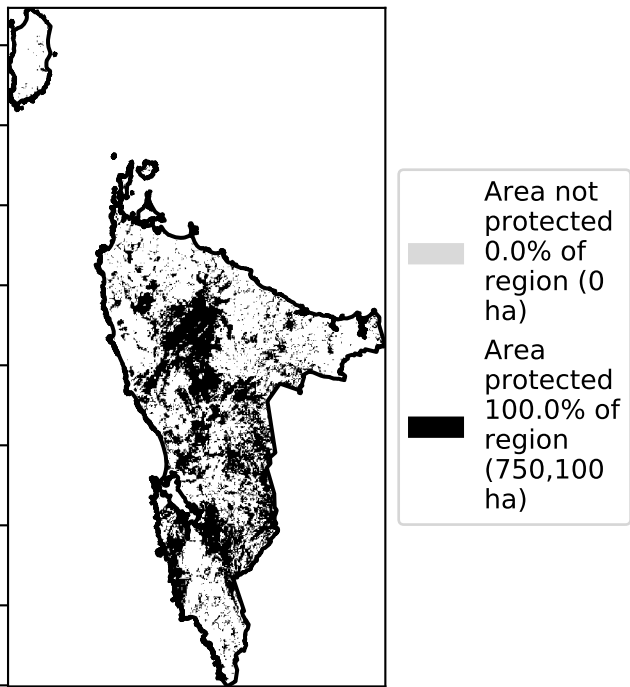 Area not
protected
0.0% of
region (0
ha)
Area
protected
100.0% of
region
(750,100
ha)